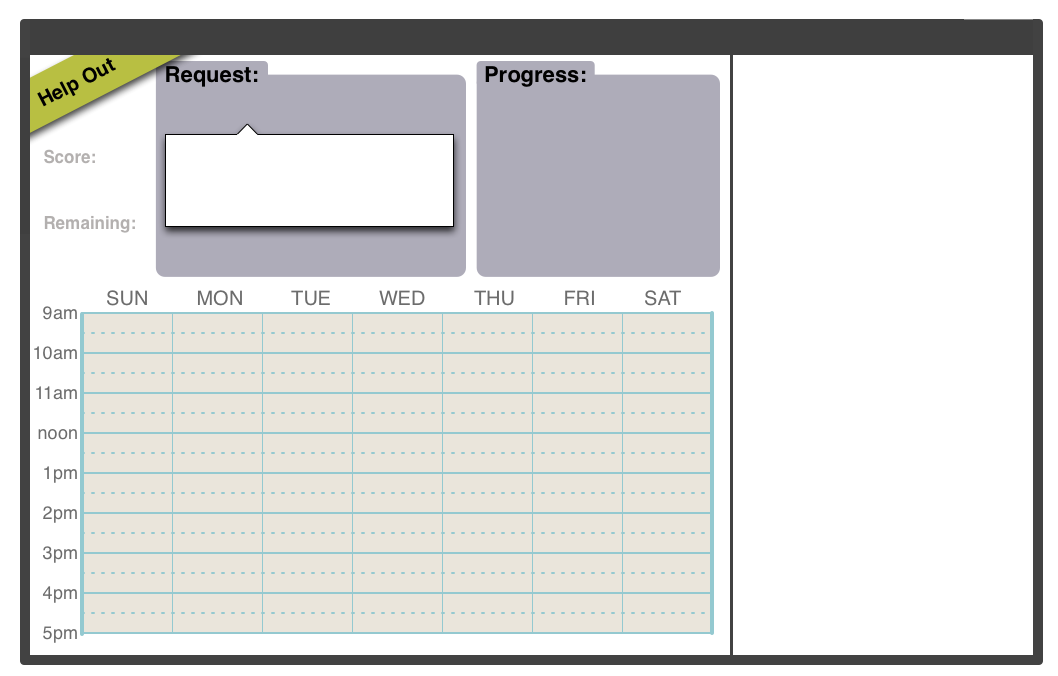 Help Out
Request:
Progress:
Score:
Remaining:
SUN MON TUE WED THU FRI SAT
9am
10am
11am
noon
1pm
2pm
3pm
4pm
5pm